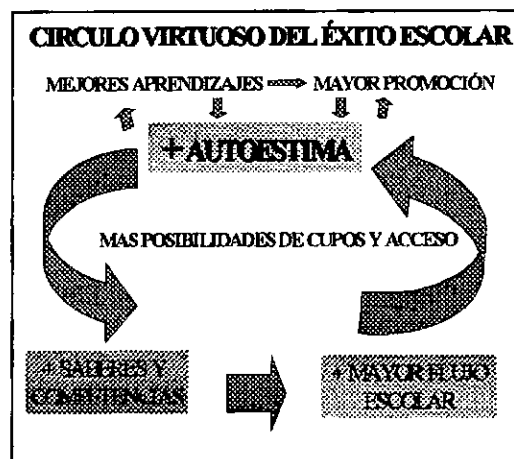 CIRCULO VIRTUOSO DEL ÉXITO ESCOLAR
MEJORES APRENDIZAJES MAYOR PROMOCIÓN
+ AUTOESTIMA
MAS POSIBILIDADES DE CUPOS Y ACCESO
+ SABERES Y
COMPETENCIAS
+ MAYOR FLUJO
ESCOLAR